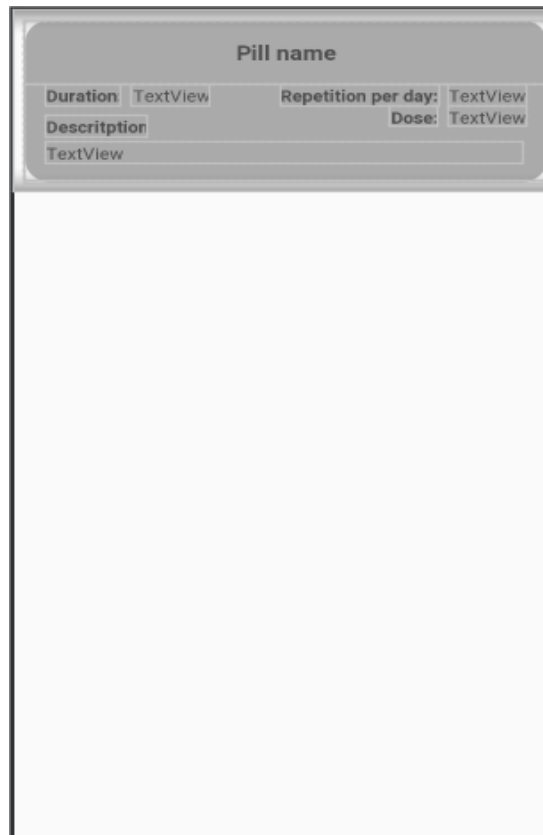 Pill name
Duration TextView Repetition per day: TextView
Dose: TextView
Descritption
TextView